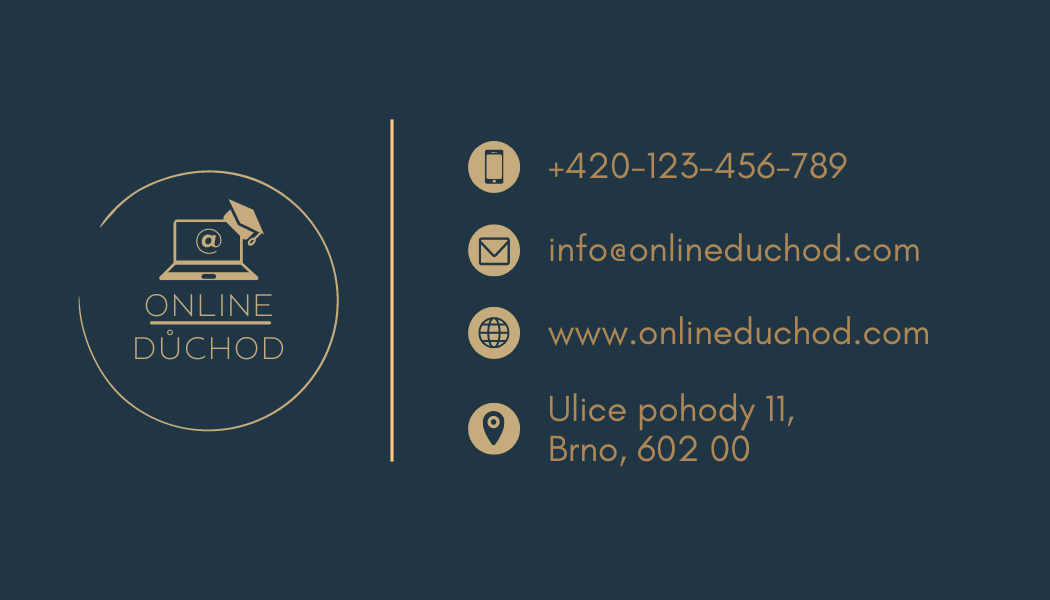 @
ONLINE
DŮCHOD
+420-123-456-789
info@onlineduchod.com
www.onlineduchod.com
Ulice pohody 11,
Brno, 602 00